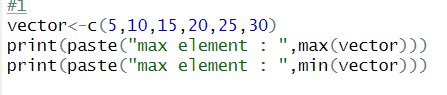 #1
vector<-c(5,10,15,20,25,30)
print(paste("max element : ",max(vector)))
print(paste("max element : ",min(vector)))